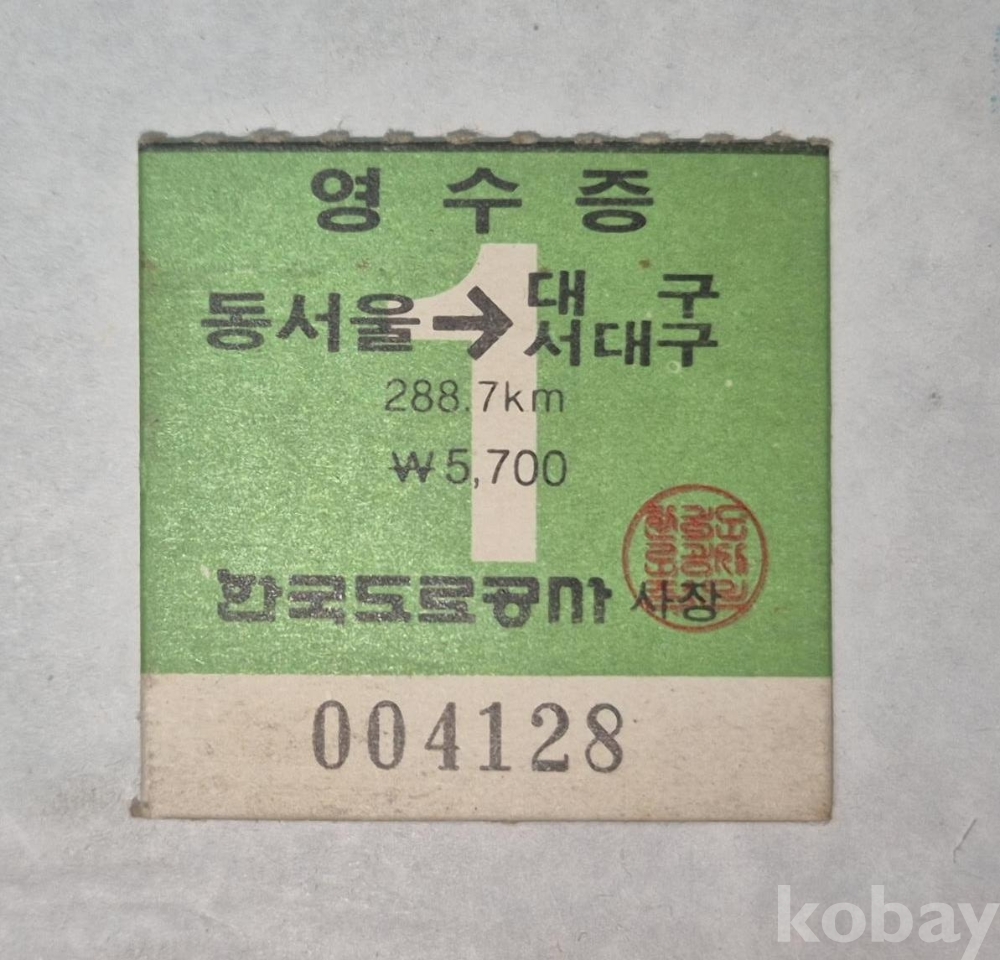 영수증
1
동서울→대구
서대구
288.7km
₩5,700
한국도로공사 사장
004128
kobay